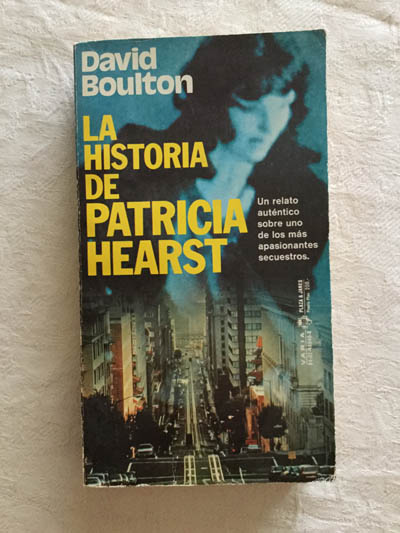 David
Boulton
LA
HISTORIA
DE
PATRICIA
HEARST
Un relato
auténtico
sobre uno
de los más
apasionantes
secuestros.
PLAZA & JANES
VARIA